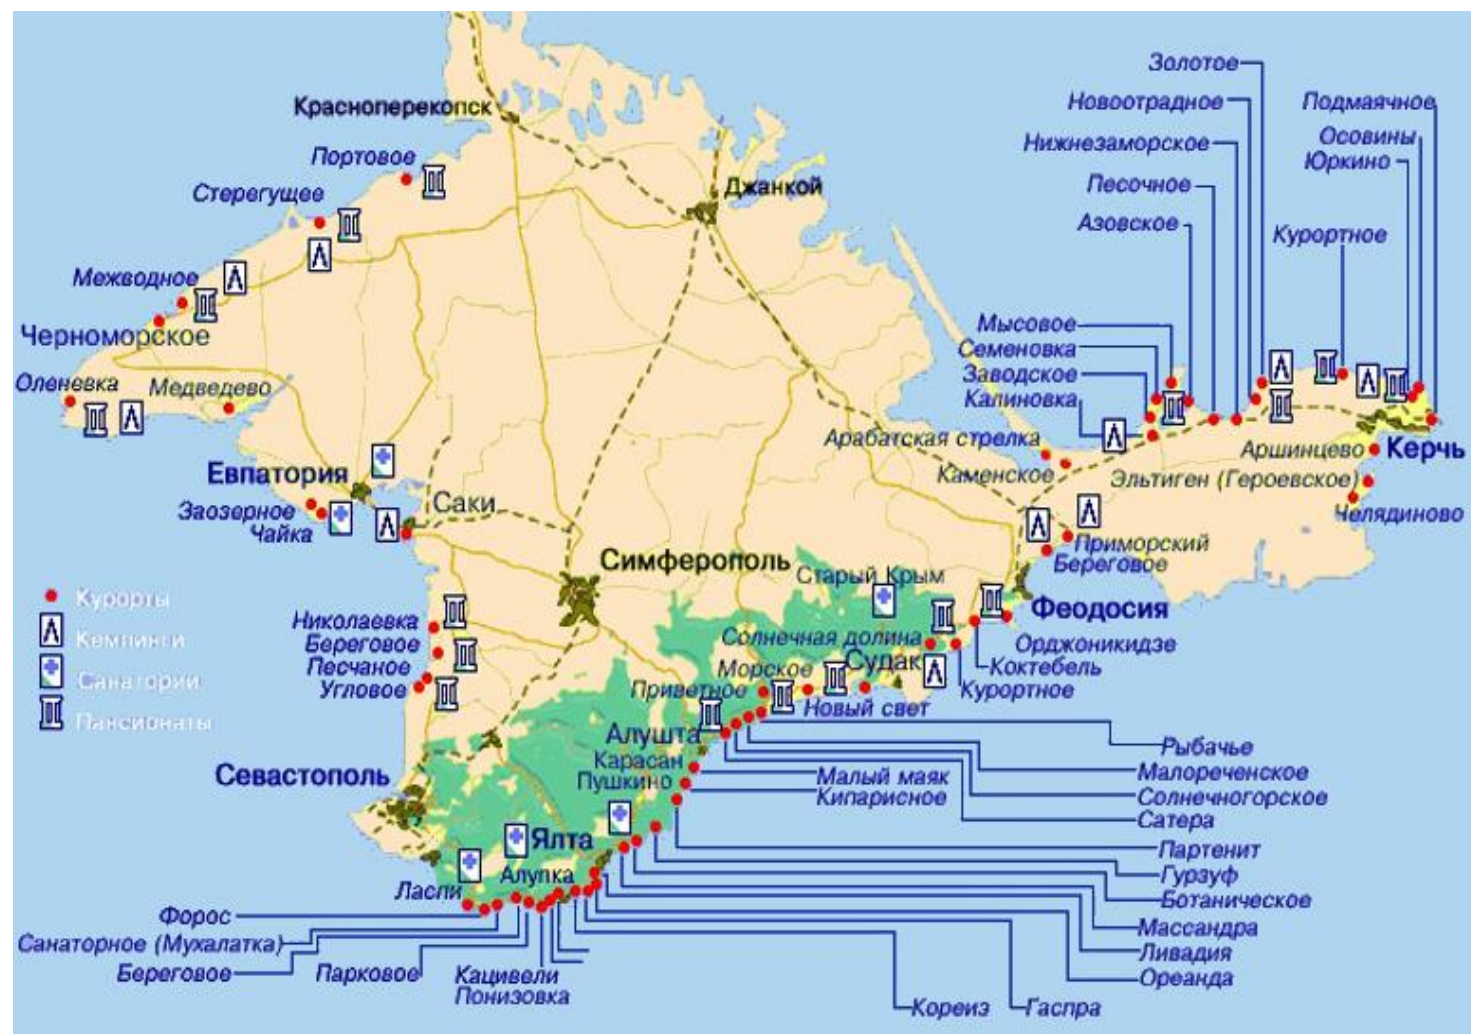 Золотое
Красноперекопск
Новоотрадное
Подмаячное
Осовины
Нижнезаморское
Юркино
Портовое
Джанкой
Песочное
Стерегущее
Азовское
Курортное
Межводное
Мысовое
Черноморское
Семеновка
Заводское
Оленевка
Медведево
Калиновка
Арабатская стрелка
Аршинцево
Керчь
Евпатория
Каменское
Эльтиген (Героевское)
Саки
Заозерное
Чайка
Челядиново
Приморский
Симферополь
Береговое
Старый Крым
Курорты
Феодосия
Николаевка
Кемпинги
Береговое
Солнечная долина
Орджоникидзе
Песчаное
Морское
Судак
Коктебель
Санатории
Угловое
Приветное
Курортное
Новый свет
Пансионаты
Алушта
Рыбачье
Карасан
Севастополь
Пушкино
Малый маяк
Малореченское
Кипарисное
Солнечногорское
Сатера
Ялта
Партенит
Алупка
Гурзуф
Ласпи
Ботаническое
Форос
Массандра
Санаторное (Мухалатка)
Ливадия
Береговое
Парковое
Кацивели
Ореанда
Понизовка
Кореиз
Гаспра